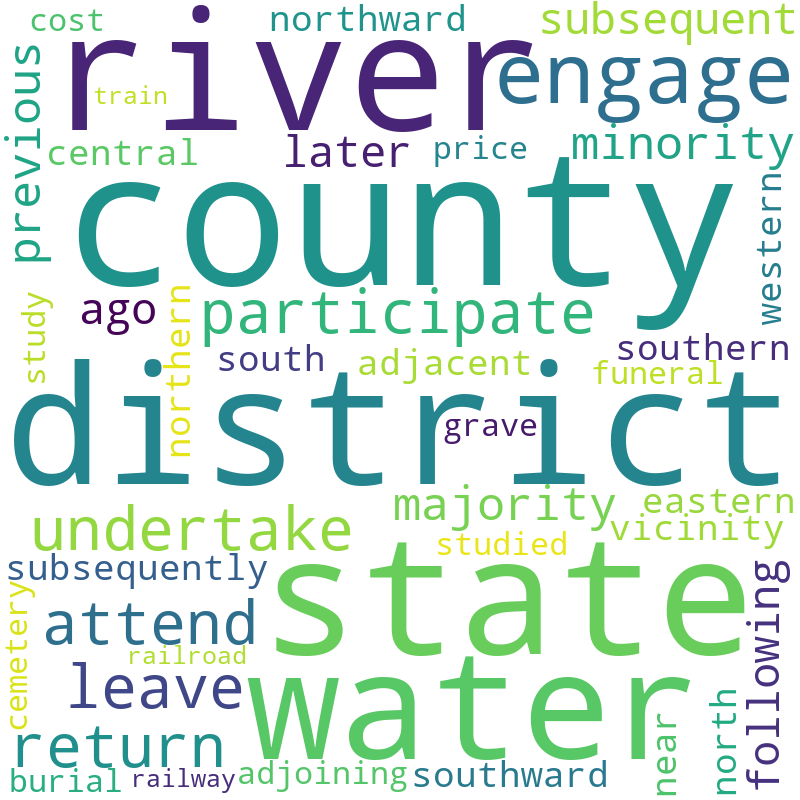 cost
northward
subsequent
river
engage
previous
train
central
later
price
minority
county
western
ago
northern
participate
study
south
adjacent
southern
funeral
district
grave
majority
eastern
undertake
studied
vicinity
state
subsequently
following
cemetery
attend
railroad
leave
water
north
near
return
burial
railway
adjoining
southward